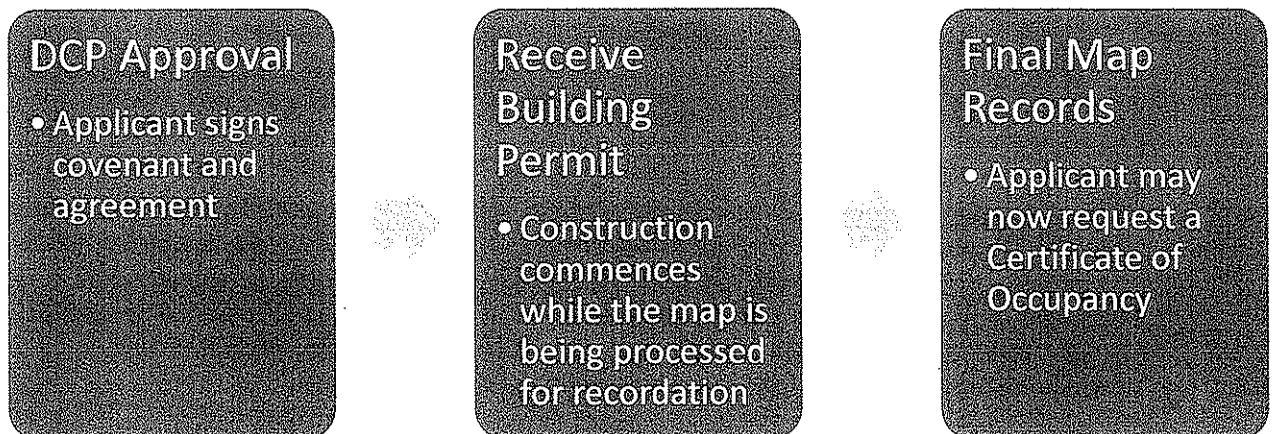 DCP Approval
• Applicant signs
covenant and
agreement
Receive
Building
Permit
• Construction
commences
while the map is
being processed
for recordation
Final Map
Records
• Applicant may
now request a
Certificate of
Occupancy